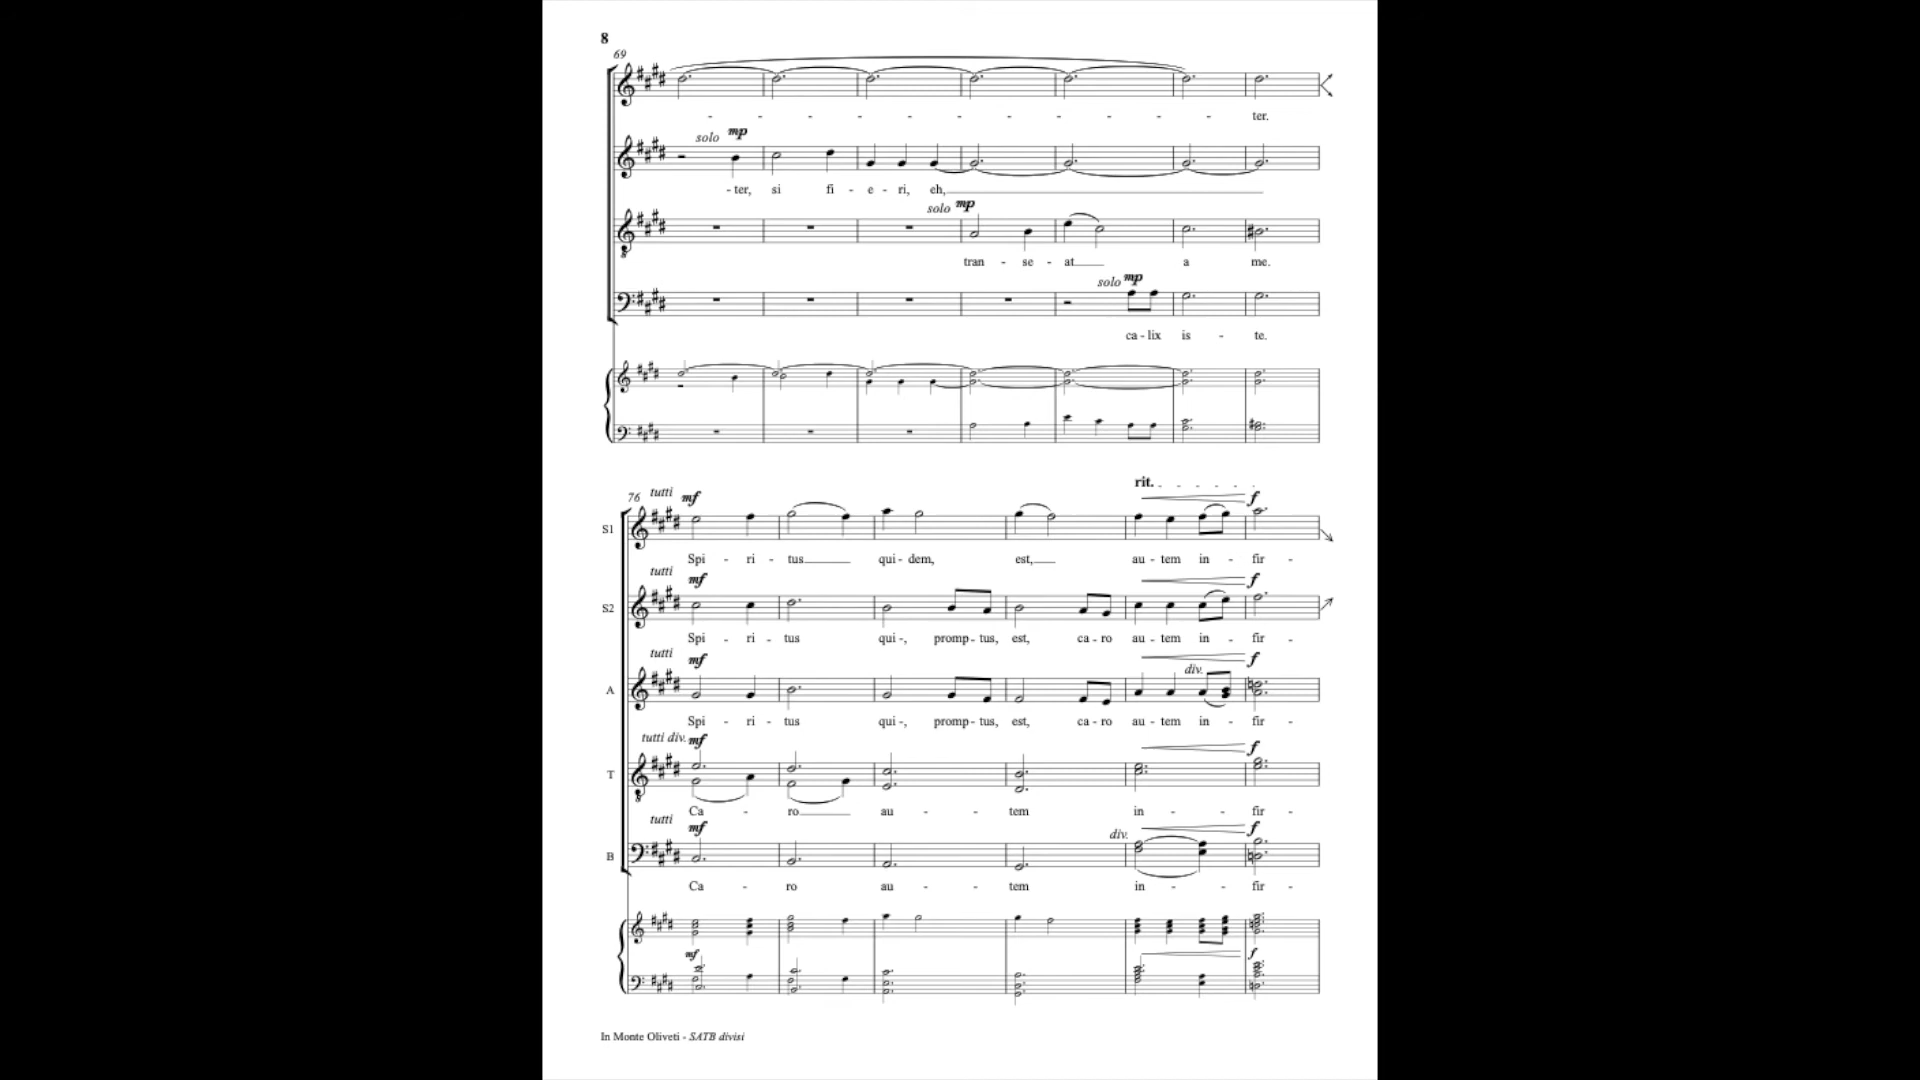 8
69
- - - - - - - - - - - ter.
solo mp
- ter, si fi - e - ri, eh,
solo mp
tran - se - at a me.
solo mp
ca - lix is - te.
rit.
76 tutti mf f
S1
Spi - ri - tus qui - dem, est, au - tem in - fir -
tutti
mf f
S2
Spi - ri - tus qui -, promp - tus, est, ca - ro au - tem in - fir -
tutti
mf f
div.
A
Spi - ri - tus qui -, promp - tus, est, ca - ro au - tem in - fir -
tutti div. mf f
T
Ca - ro au - tem in - fir -
tutti
mf div. f
B
Ca - ro au - tem in - fir -
mf f
In Monte Oliveti - SATB divisi